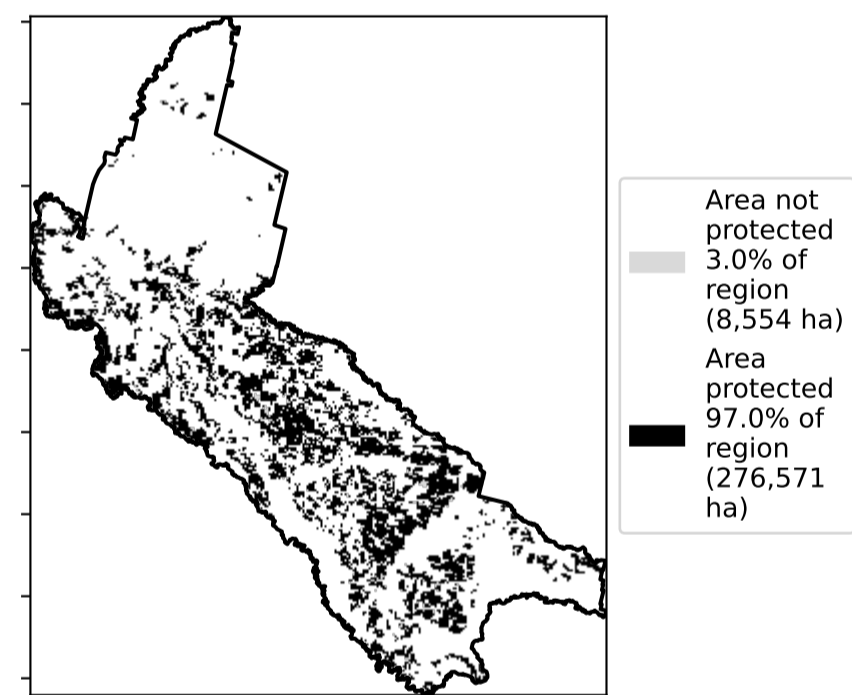 Area not
protected
3.0% of
region
(8,554 ha)
Area
protected
97.0% of
region
(276,571
ha)